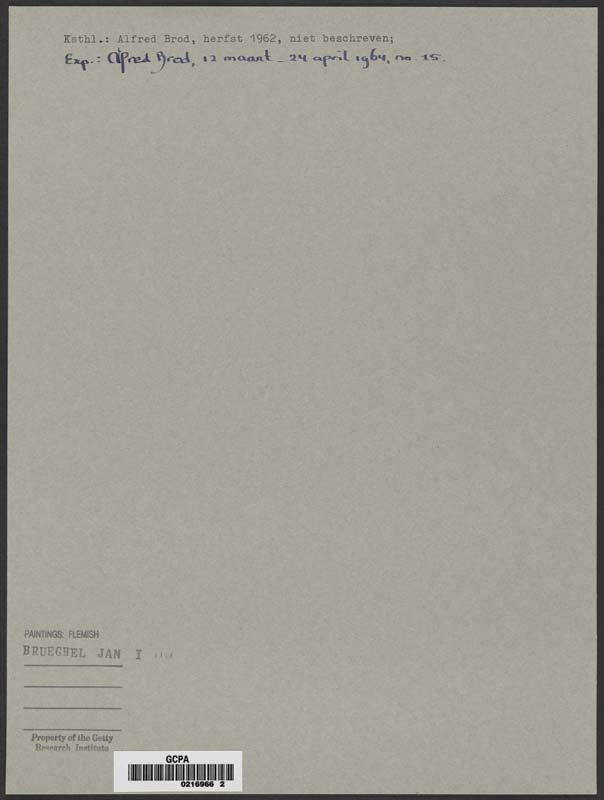 Ksthl.: Alfred Brod, herfst 1962, niet beschreven;
Exp.: Alfred Brod, 12 maart - 24 april 1964, no. 15.
PAINTINGS: FLEMISH
BRUEGHEL JAN I
Property of the Getty
Research Institute
GCPA
0216966 2